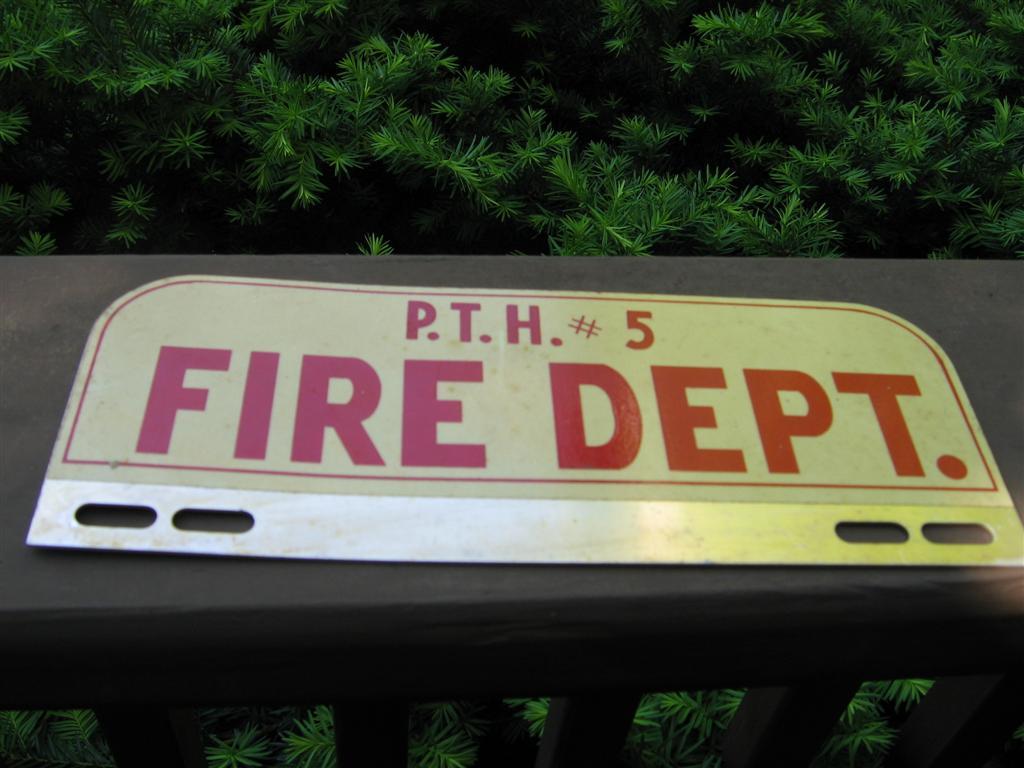 P.T.H. # 5
FIRE DEPT.